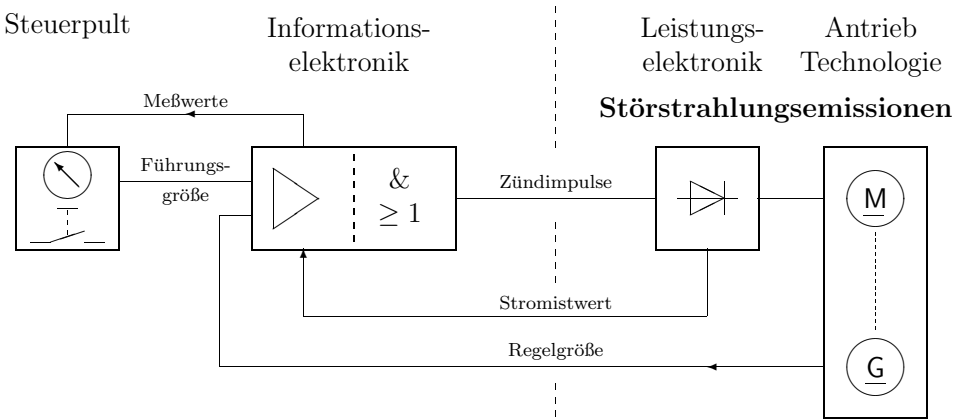 Steuerpult
Informations-
elektronik
Leistungs-
elektronik
Antrieb
Technologie
Störstrahlungsemissionen
Meßwerte
Führungs-
größe
&
≥ 1
Zündimpulse
M
Stromistwert
Regelgröße
G